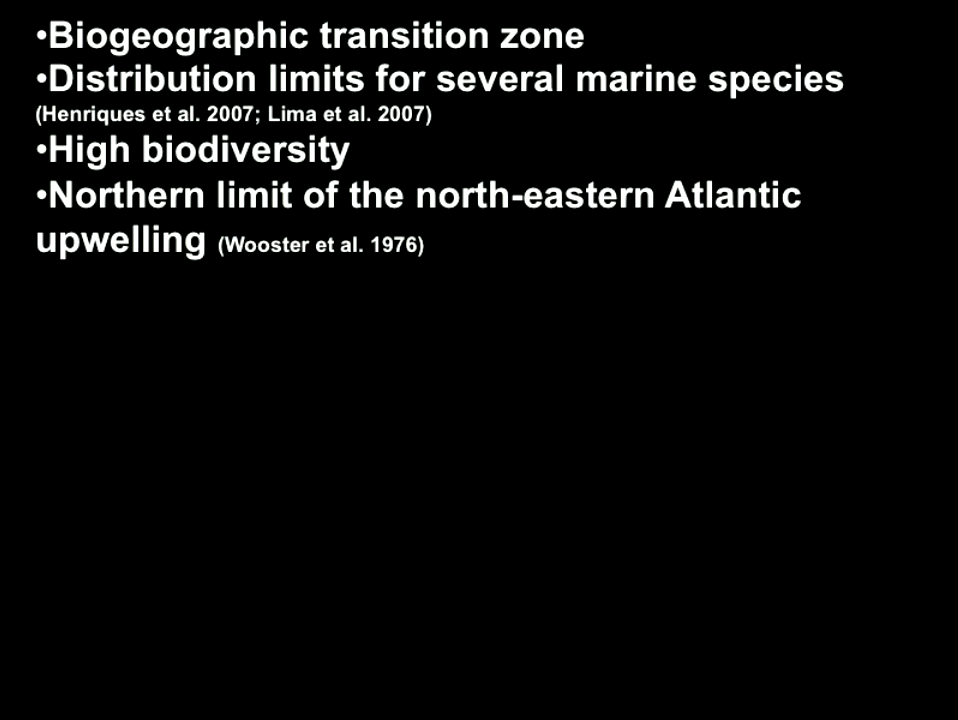 •Biogeographic transition zone
•Distribution limits for several marine species
(Henriques et al. 2007; Lima et al. 2007)
•High biodiversity
•Northern limit of the north-eastern Atlantic
upwelling (Wooster et al. 1976)